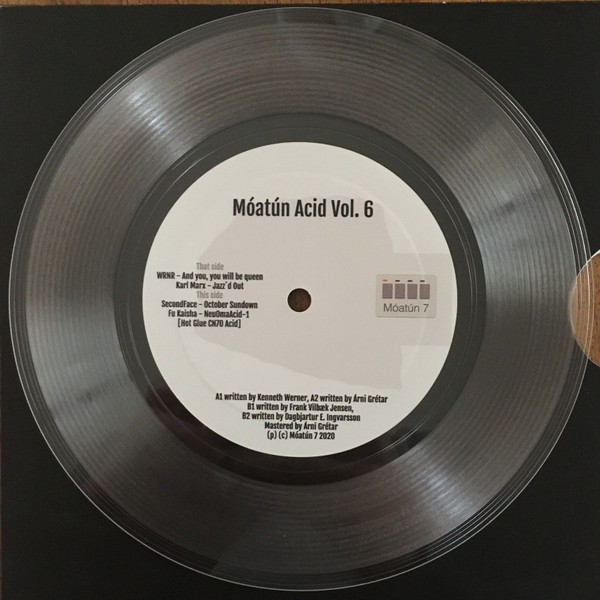 Móatún Acid Vol. 6
That side
WRNR - And you, you will be queen
Karl Marx - Jazz´d Out
This side
SecondFace - October Sundown
Fu Kaisha - NeuOmaAcid-1
[Hot Glue CH70 Acid]
Móatún 7
A1 written by Kenneth Werner, A2 written by Árni Grétar
B1 written by Frank Vilbæk Jensen,
B2 written by Dagbjartur E. Ingvarsson
Mastered by Árni Grétar
(p) (c) Móatún 7 2020